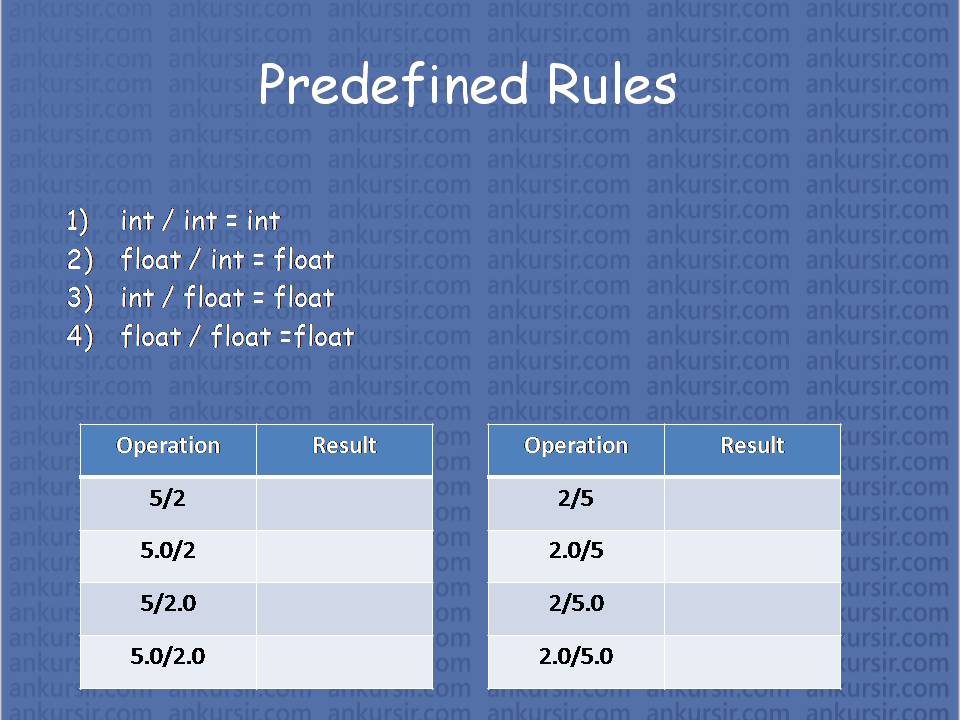 Predefined Rules
1) int / int = int
2) float / int = float
3) int / float = float
4) float / float =float
Operation Result
5/2
5.0/2
5/2.0
5.0/2.0
Operation Result
2/5
2.0/5
2/5.0
2.0/5.0
ankursir.com